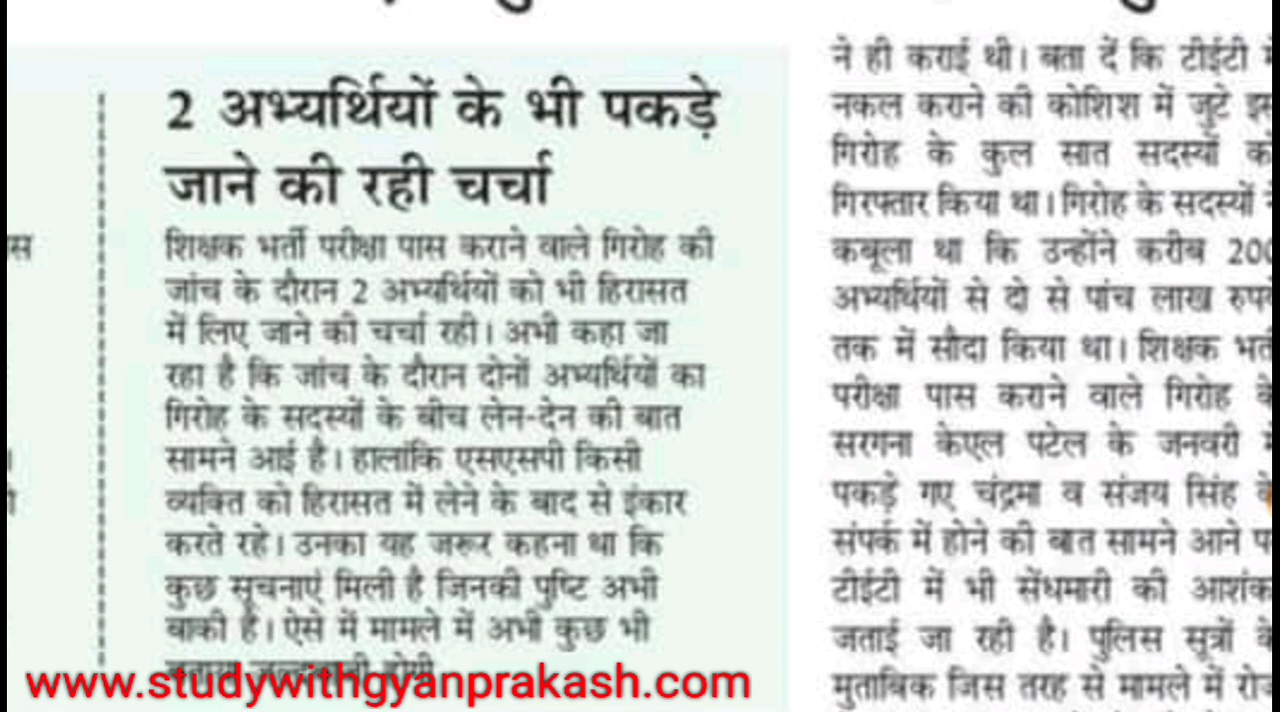 2 अभ्यर्थियों के भी पकड़े
जाने की रही चर्चा
शिक्षक भर्ती परीक्षा पास कराने वाले गिरोह की
जांच के दौरान 2 अभ्यर्थियों को भी हिरासत
में लिए जाने की चर्चा रही। अभी कहा जा
रहा है कि जांच के दौरान दोनों अभ्यर्थियों का
गिरोह के सदस्यों के बीच लेन-देन की बात
सामने आई है। हालांकि एसएसपी किसी
व्यक्ति को हिरासत में लेने के बाद से इंकार
करते रहे। उनका यह जरूर कहना था कि
कुछ सूचनाएं मिली है जिनकी पुष्टि अभी
बाकी है। ऐसे में मामले में अभी कुछ भी
www.studywithgyanprakash.com
ने ही कराई थी। बता दें कि टीईटी
नकल कराने की कोशिश में जुटे
गिरोह के कुल सात सदस्यों
गिरफ्तार किया था। गिरोह के सदस्यों
कबूला था कि उन्होंने करीब
अभ्यर्थियों से दो से पांच लाख
तक में सौदा किया था। शिक्षक
परीक्षा पास कराने वाले गिरोह
सरगना केएल पटेल के जनवरी
पकड़े गए चंद्रमा व संजय सिंह
संपर्क में होने की बात सामने आने
टीईटी में भी सेंधमारी की
जताई जा रही है। पुलिस सूत्रों
मुताबिक जिस तरह से मामले में